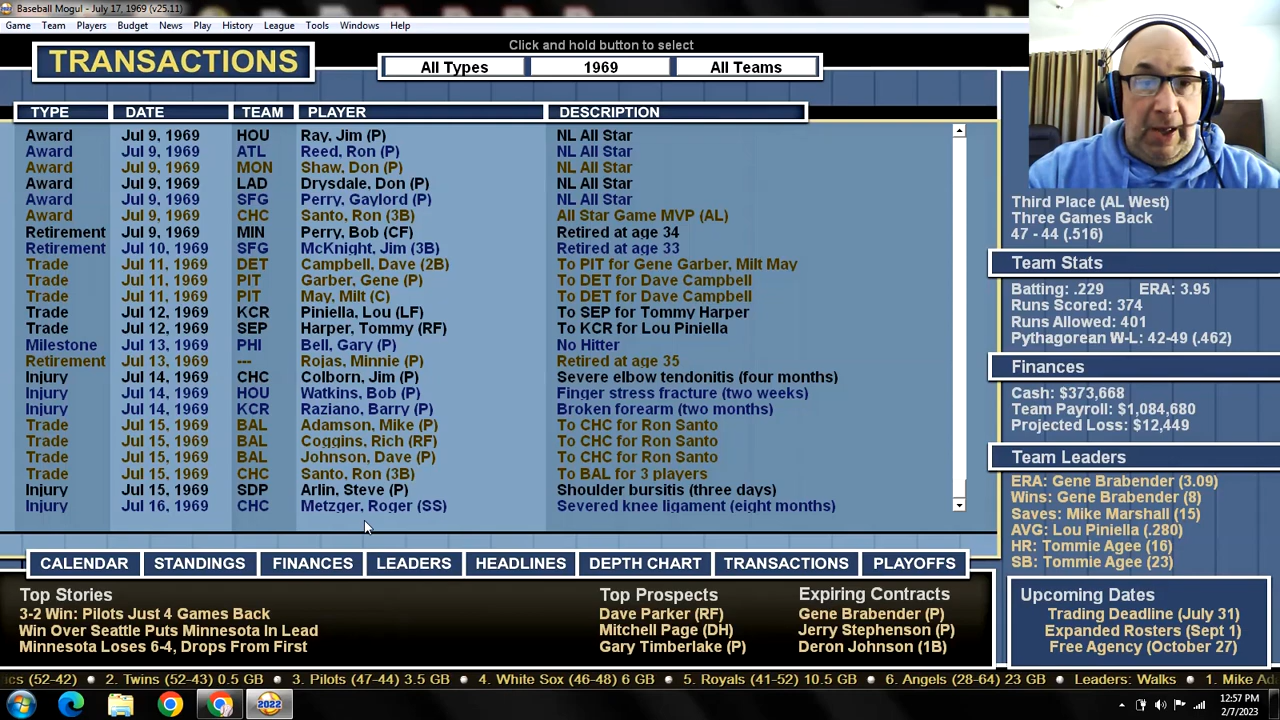 Baseball Mogul - July 17, 1969 (v25.11)
Game Team Players Budget News Play History League Tools Windows Help
TRANSACTIONS
Click and hold button to select
All Types 1969 All Teams
TYPE DATE TEAM PLAYER DESCRIPTION
Award Jul 9, 1969 HOU Ray, Jim (P) NL All Star
Award Jul 9, 1969 ATL Reed, Ron (P) NL All Star
Award Jul 9, 1969 MON Shaw, Don (P) NL All Star
Award Jul 9, 1969 LAD Drysdale, Don (P) NL All Star
Award Jul 9, 1969 SFG Perry, Gaylord (P) NL All Star
Award Jul 9, 1969 CHC Santo, Ron (3B) All Star Game MVP (AL)
Retirement Jul 9, 1969 MIN Perry, Bob (CF) Retired at age 34
Retirement Jul 10, 1969 SFG McKnight, Jim (3B) Retired at age 33
Trade Jul 11, 1969 DET Campbell, Dave (2B) To PIT for Gene Garber, Milt May
Trade Jul 11, 1969 PIT Garber, Gene (P) To DET for Dave Campbell
Trade Jul 11, 1969 PIT May, Milt (C) To DET for Dave Campbell
Trade Jul 12, 1969 KCR Piniella, Lou (LF) To SEP for Tommy Harper
Trade Jul 12, 1969 SEP Harper, Tommy (RF) To KCR for Lou Piniella
Milestone Jul 13, 1969 PHI Bell, Gary (P) No Hitter
Retirement Jul 13, 1969 --- Rojas, Minnie (P) Retired at age 35
Injury Jul 14, 1969 CHC Colborn, Jim (P) Severe elbow tendonitis (four months)
Injury Jul 14, 1969 HOU Watkins, Bob (P) Finger stress fracture (two weeks)
Injury Jul 14, 1969 KCR Raziano, Barry (P) Broken forearm (two months)
Trade Jul 15, 1969 BAL Adamson, Mike (P) To CHC for Ron Santo
Trade Jul 15, 1969 BAL Coggins, Rich (RF) To CHC for Ron Santo
Trade Jul 15, 1969 BAL Johnson, Dave (P) To CHC for Ron Santo
Trade Jul 15, 1969 CHC Santo, Ron (3B) To BAL for 3 players
Injury Jul 15, 1969 SDP Arlin, Steve (P) Shoulder bursitis (three days)
Injury Jul 16, 1969 CHC Metzger, Roger (SS) Severed knee ligament (eight months)
Third Place (AL West)
Three Games Back
47 - 44 (.516)
Team Stats
Batting: .229 ERA: 3.95
Runs Scored: 374
Runs Allowed: 401
Pythagorean W-L: 42-49 (.462)
Finances
Cash: $373,668
Team Payroll: $1,084,680
Projected Loss: $12,449
Team Leaders
ERA: Gene Brabender (3.09)
Wins: Gene Brabender (8)
Saves: Mike Marshall (15)
AVG: Lou Piniella (.280)
HR: Tommie Agee (16)
SB: Tommie Agee (23)
CALENDAR STANDINGS FINANCES LEADERS HEADLINES DEPTH CHART TRANSACTIONS PLAYOFFS
Top Stories
3-2 Win: Pilots Just 4 Games Back
Win Over Seattle Puts Minnesota In Lead
Minnesota Loses 6-4, Drops From First
Top Prospects
Dave Parker (RF)
Mitchell Page (DH)
Gary Timberlake (P)
Expiring Contracts
Gene Brabender (P)
Jerry Stephenson (P)
Deron Johnson (1B)
Upcoming Dates
Trading Deadline (July 31)
Expanded Rosters (Sept 1)
Free Agency (October 27)
tics (52-42) 2. Twins (52-43) 0.5 GB 3. Pilots (47-44) 3.5 GB 4. White Sox (46-48) 6 GB 5. Royals (41-52) 10.5 GB 6. Angels (28-64) 23 GB Leaders: Walks 1. Mike
2022
12:57 PM
2/7/2023